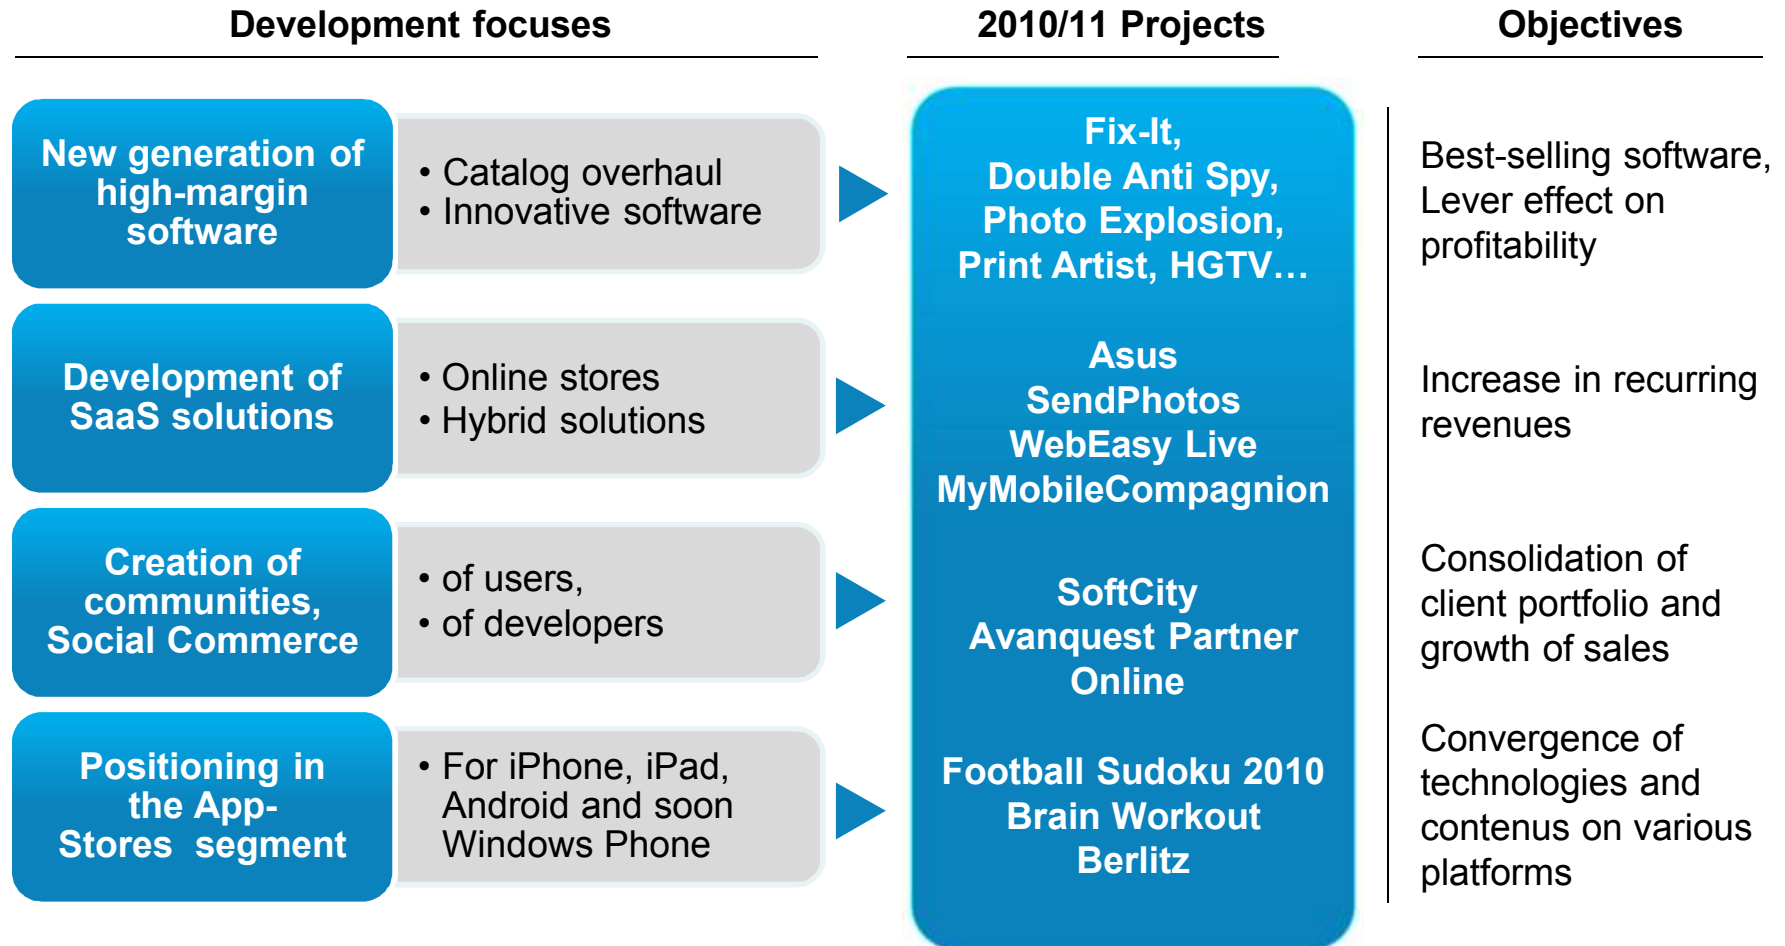 Development focuses
2010/11 Projects
Objectives
New generation of
high-margin
software
• Catalog overhaul
• Innovative software
Fix-It,
Double Anti Spy,
Photo Explosion,
Print Artist, HGTV…
Best-selling software,
Lever effect on
profitability
Development of
SaaS solutions
• Online stores
• Hybrid solutions
Asus
SendPhotos
WebEasy Live
MyMobileCompagnion
Increase in recurring
revenues
Creation of
communities,
Social Commerce
• of users,
• of developers
SoftCity
Avanquest Partner
Online
Consolidation of
client portfolio and
growth of sales
Positioning in
the App-
Stores segment
• For iPhone, iPad,
Android and soon
Windows Phone
Football Sudoku 2010
Brain Workout
Berlitz
Convergence of
technologies and
contenus on various
platforms